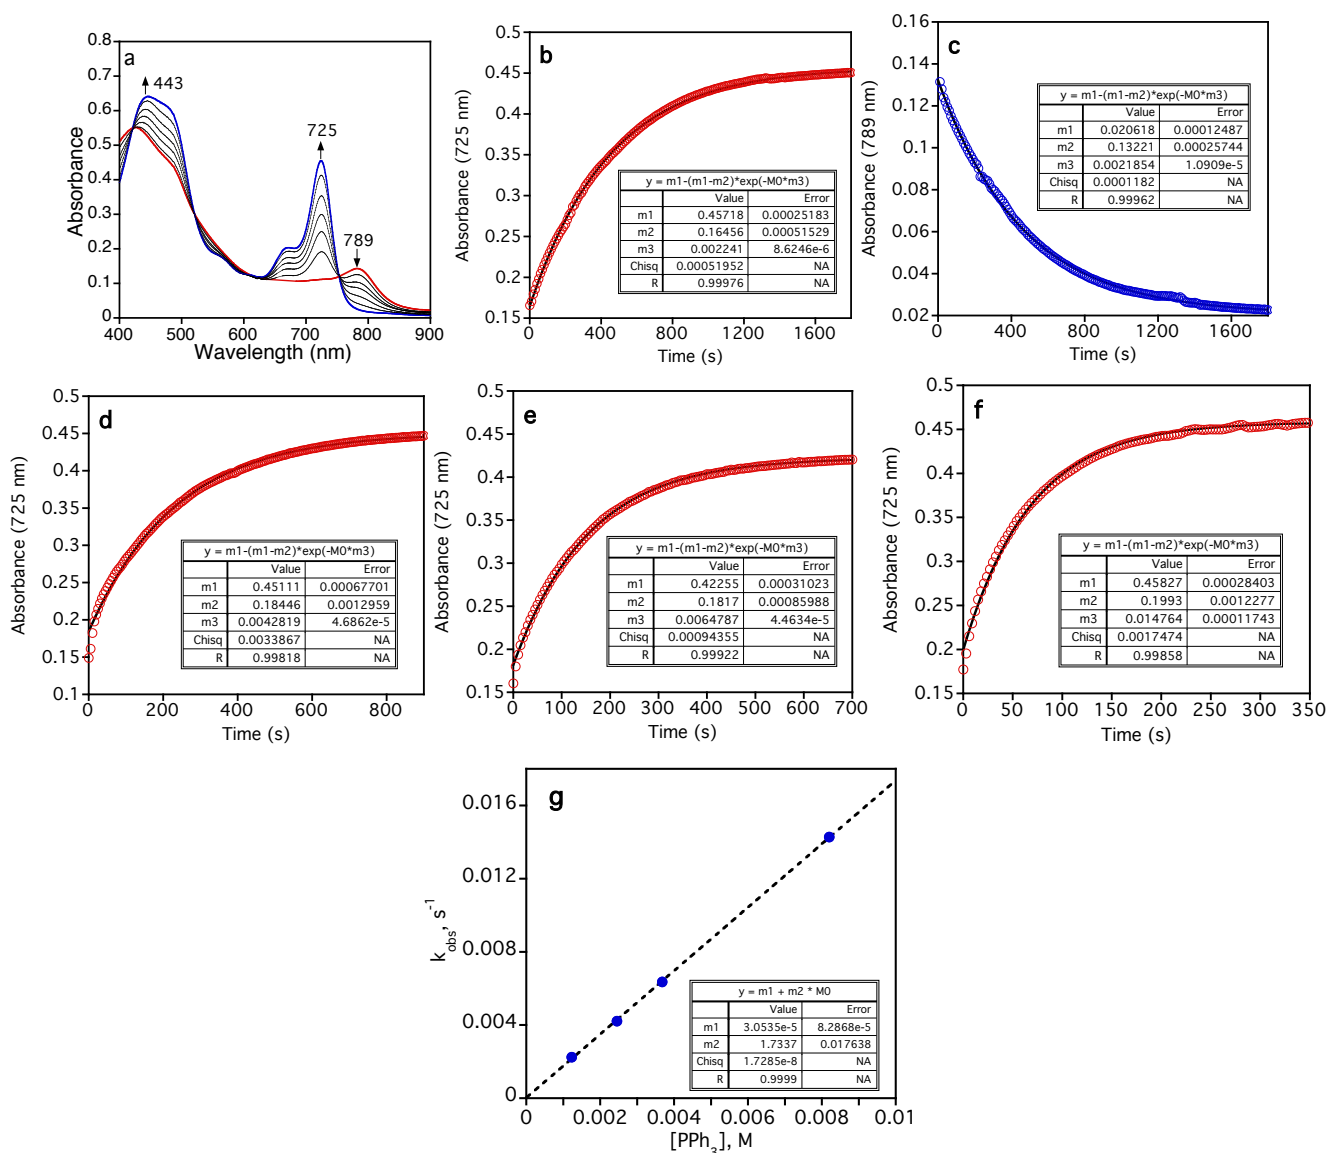 a
443
725
789
0.8
0.7
0.6
0.5
0.4
0.3
0.2
0.1
0
400 500 600 700 800 900
Absorbance
Wavelength (nm)
b
0.5
0.45
0.4
0.35
0.3
0.25
0.2
0.15
0 400 800 1200 1600
Absorbance (725 nm)
Time (s)
y = m1-(m1-m2)*exp(-M0*m3)
Value Error
m1 0.45718 0.00025183
m2 0.16456 0.00051529
m3 0.002241 8.6246e-6
Chisq 0.00051952 NA
R 0.99976 NA
c
0.16
0.14
0.12
0.1
0.08
0.06
0.04
0.02
0 400 800 1200 1600
Absorbance (789 nm)
Time (s)
y = m1-(m1-m2)*exp(-M0*m3)
Value Error
m1 0.020618 0.00012487
m2 0.13221 0.00025744
m3 0.0021854 1.0909e-5
Chisq 0.0001182 NA
R 0.99962 NA
d
0.5
0.45
0.4
0.35
0.3
0.25
0.2
0.15
0.1
0 200 400 600 800
Absorbance (725 nm)
Time (s)
y = m1-(m1-m2)*exp(-M0*m3)
Value Error
m1 0.45111 0.00067701
m2 0.18446 0.0012959
m3 0.0042819 4.6862e-5
Chisq 0.0033867 NA
R 0.99818 NA
e
0.5
0.45
0.4
0.35
0.3
0.25
0.2
0.15
0 100 200 300 400 500 600 700
Absorbance (725 nm)
Time (s)
y = m1-(m1-m2)*exp(-M0*m3)
Value Error
m1 0.42255 0.00031023
m2 0.1817 0.00085988
m3 0.0064787 4.4634e-5
Chisq 0.00094355 NA
R 0.99922 NA
f
0.5
0.45
0.4
0.35
0.3
0.25
0.2
0.15
0 50 100 150 200 250 300 350
Absorbance (725 nm)
Time (s)
y = m1-(m1-m2)*exp(-M0*m3)
Value Error
m1 0.45827 0.00028403
m2 0.1993 0.0012277
m3 0.014764 0.00011743
Chisq 0.0017474 NA
R 0.99858 NA
g
0.016
0.012
0.008
0.004
0
0 0.002 0.004 0.006 0.008 0.01
k_obs, s⁻¹
[PPh₃], M
y = m1 + m2 * M0
Value Error
m1 3.0535e-5 8.2868e-5
m2 1.7337 0.017638
Chisq 1.7285e-8 NA
R 0.9999 NA